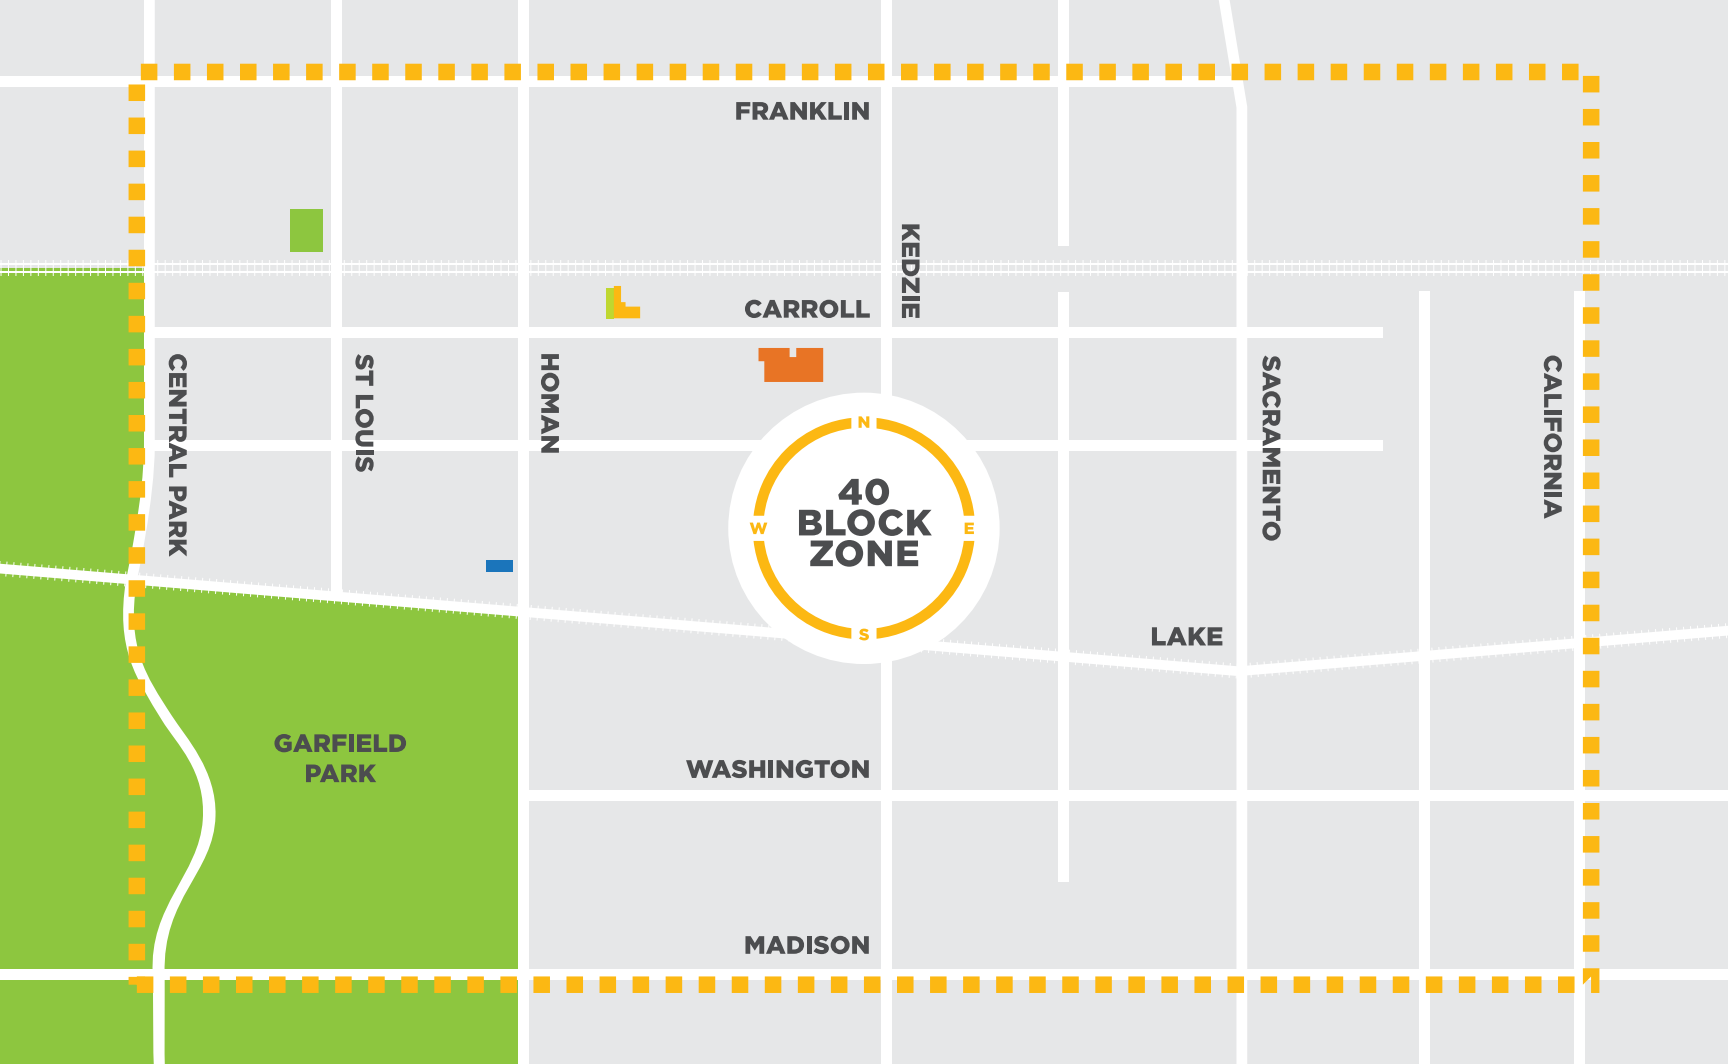 FRANKLIN
KEDZIE
CARROLL
CENTRAL PARK
ST LOUIS
HOMAN
SACRAMENTO
CALIFORNIA
N
40
BLOCK
ZONE
W
E
S
LAKE
GARFIELD
PARK
WASHINGTON
MADISON